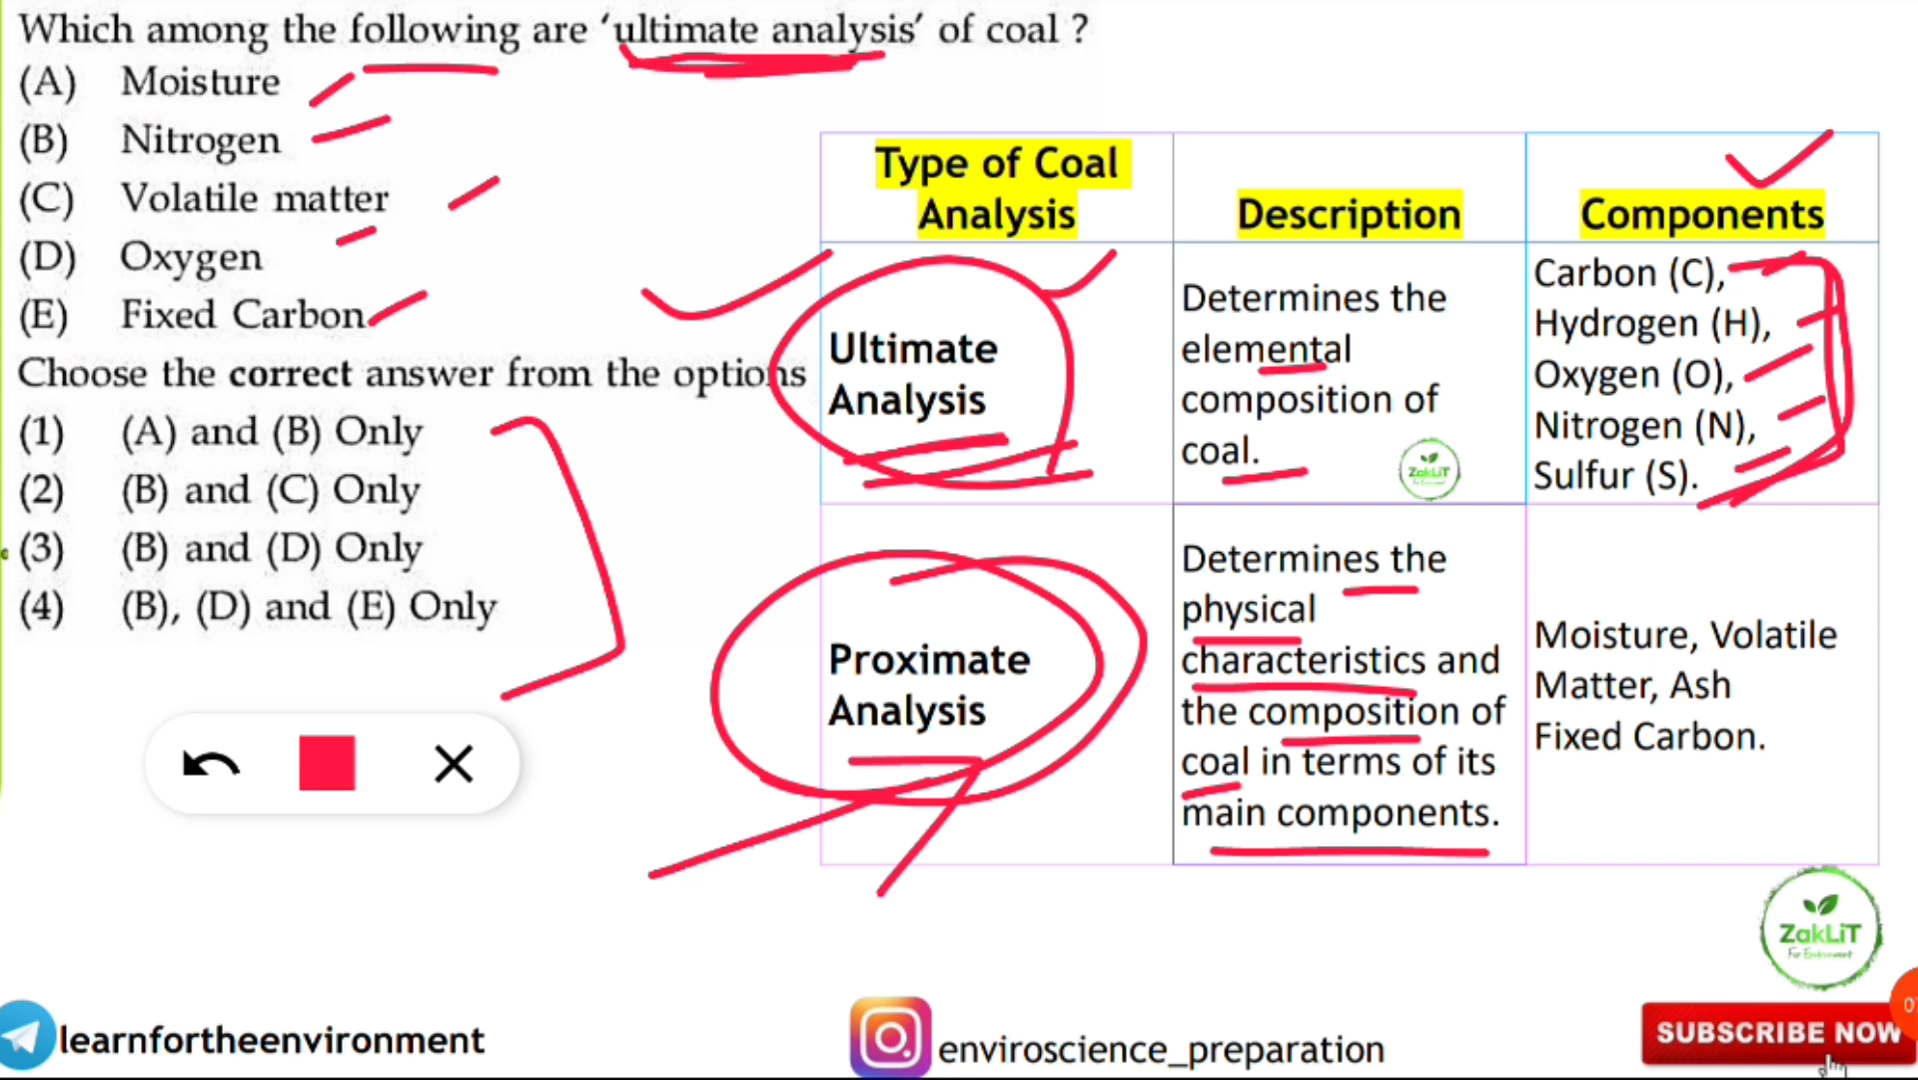 Which among the following are 'ultimate analysis' of coal ?
(A) Moisture
(B) Nitrogen
(C) Volatile matter
(D) Oxygen
(E) Fixed Carbon
Choose the correct answer from the options
(1) (A) and (B) Only
(2) (B) and (C) Only
(3) (B) and (D) Only
(4) (B), (D) and (E) Only
Type of Coal
Analysis
Description
Components
Ultimate
Analysis
Determines the
elemental
composition of
coal.
ZakLiT
Carbon (C),
Hydrogen (H),
Oxygen (O),
Nitrogen (N),
Sulfur (S).
Proximate
Analysis
Determines the
physical
characteristics and
the composition of
coal in terms of its
main components.
Moisture, Volatile
Matter, Ash
Fixed Carbon.
ZakLiT
learnfortheenvironment
enviroscience_preparation
SUBSCRIBE NOW